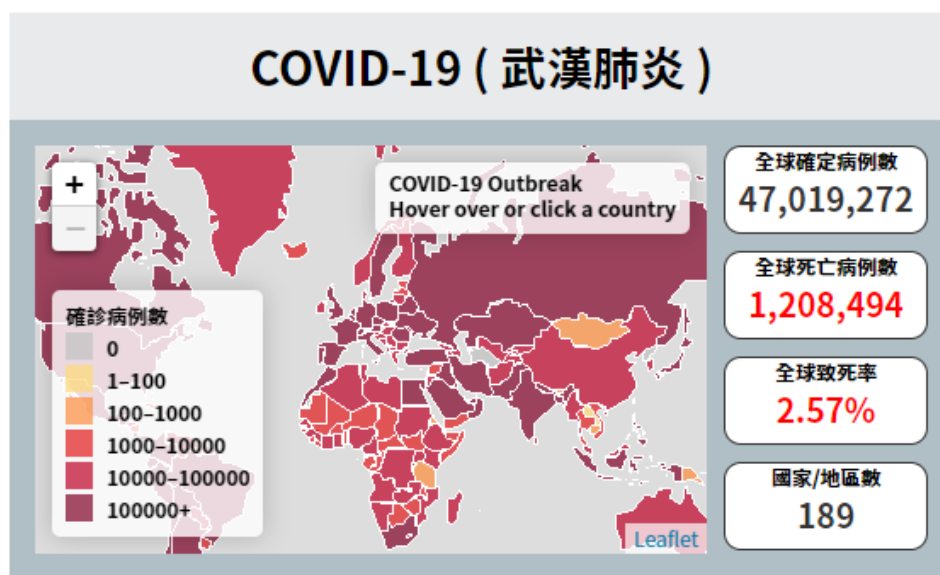 COVID-19 ( 武漢肺炎 )
+
−
COVID-19 Outbreak
Hover over or click a country
確診病例數
0
1–100
100–1000
1000–10000
10000–100000
100000+
Leaflet
全球確定病例數
47,019,272
全球死亡病例數
1,208,494
全球致死率
2.57%
國家/地區數
189